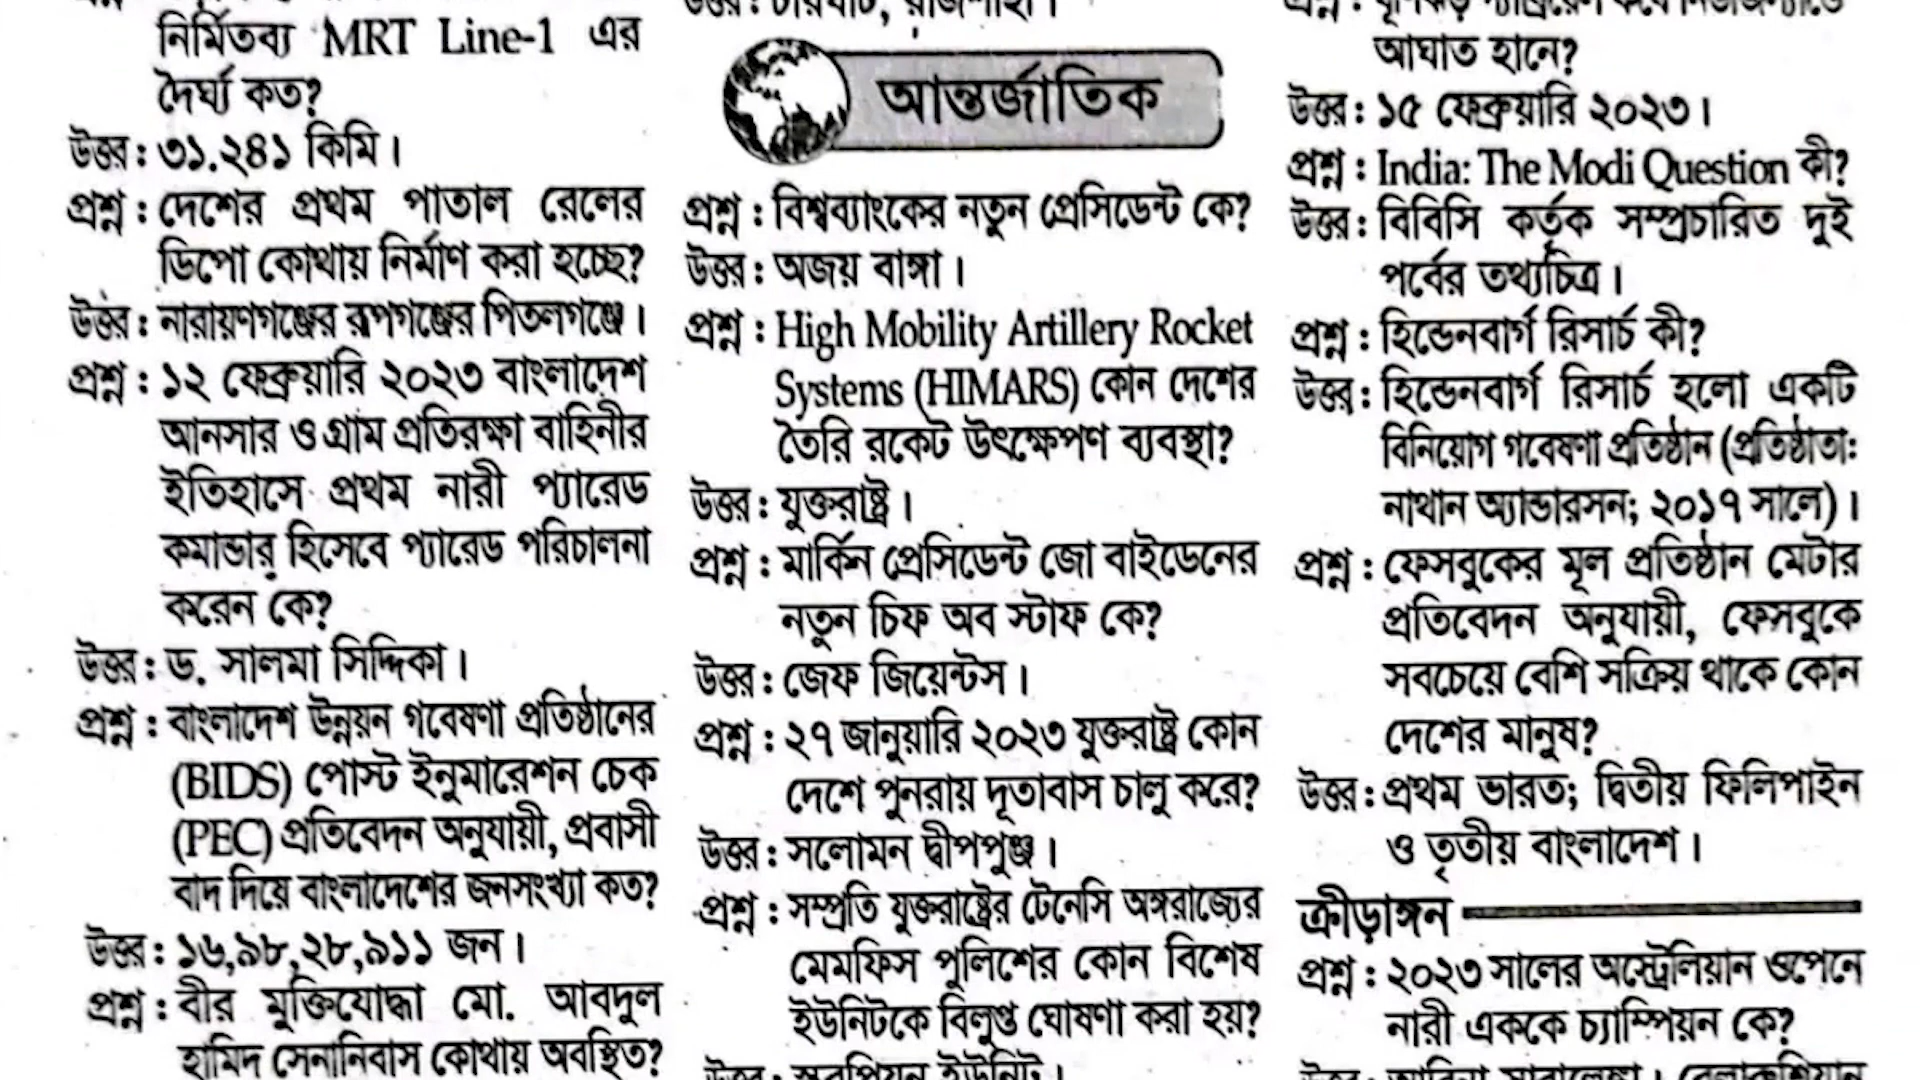 নির্মিতব্য MRT Line-1 এর
দৈর্ঘ্য কত?
উত্তর : ৩১.২৪১ কিমি।
প্রশ্ন : দেশের প্রথম পাতাল রেলের
ডিপো কোথায় নির্মাণ করা হচ্ছে?
উত্তর : নারায়ণগঞ্জের রূপগঞ্জের পিতলগঞ্জে।
প্রশ্ন : ১২ ফেব্রুয়ারি ২০২৩ বাংলাদেশ
আনসার ও গ্রাম প্রতিরক্ষা বাহিনীর
ইতিহাসে প্রথম নারী প্যারেড
কমান্ডার হিসেবে প্যারেড পরিচালনা
করেন কে?
উত্তর : ড. সালমা সিদ্দিকা।
প্রশ্ন : বাংলাদেশ উন্নয়ন গবেষণা প্রতিষ্ঠানের
(BIDS) পোস্ট ইনুমারেশন চেক
(PEC) প্রতিবেদন অনুযায়ী, প্রবাসী
বাদ দিয়ে বাংলাদেশের জনসংখ্যা কত?
উত্তর : ১৬,৯৮,২৮,৯১১ জন।
প্রশ্ন : বীর মুক্তিযোদ্ধা মো. আবদুল
হামিদ সেনানিবাস কোথায় অবস্থিত?
উত্তর : চারঘাট, রাজশাহী।
আন্তর্জাতিক
প্রশ্ন : বিশ্বব্যাংকের নতুন প্রেসিডেন্ট কে?
উত্তর : অজয় বাঙ্গা।
প্রশ্ন : High Mobility Artillery Rocket
Systems (HIMARS) কোন দেশের
তৈরি রকেট উৎক্ষেপণ ব্যবস্থা?
উত্তর : যুক্তরাষ্ট্র।
প্রশ্ন : মার্কিন প্রেসিডেন্ট জো বাইডেনের
নতুন চিফ অব স্টাফ কে?
উত্তর : জেফ জিয়েন্টস।
প্রশ্ন : ২৭ জানুয়ারি ২০২৩ যুক্তরাষ্ট্র কোন
দেশে পুনরায় দূতাবাস চালু করে?
উত্তর : সলোমন দ্বীপপুঞ্জ।
প্রশ্ন : সম্প্রতি যুক্তরাষ্ট্রের টেনেসি অঙ্গরাজ্যের
মেমফিস পুলিশের কোন বিশেষ
ইউনিটকে বিলুপ্ত ঘোষণা করা হয়?
উত্তর : স্করপিয়ন ইউনিট।
আঘাত হানে?
উত্তর : ১৫ ফেব্রুয়ারি ২০২৩।
প্রশ্ন : India: The Modi Question কী?
উত্তর : বিবিসি কর্তৃক সম্প্রচারিত দুই
পর্বের তথ্যচিত্র।
প্রশ্ন : হিন্ডেনবার্গ রিসার্চ কী?
উত্তর : হিন্ডেনবার্গ রিসার্চ হলো একটি
বিনিয়োগ গবেষণা প্রতিষ্ঠান (প্রতিষ্ঠাতা:
নাথান অ্যান্ডারসন; ২০১৭ সালে)।
প্রশ্ন : ফেসবুকের মূল প্রতিষ্ঠান মেটার
প্রতিবেদন অনুযায়ী, ফেসবুকে
সবচেয়ে বেশি সক্রিয় থাকে কোন
দেশের মানুষ?
উত্তর : প্রথম ভারত; দ্বিতীয় ফিলিপাইন
ও তৃতীয় বাংলাদেশ।
ক্রীড়াঙ্গন
প্রশ্ন : ২০২৩ সালের অস্ট্রেলিয়ান ওপেনে
নারী এককে চ্যাম্পিয়ন কে?